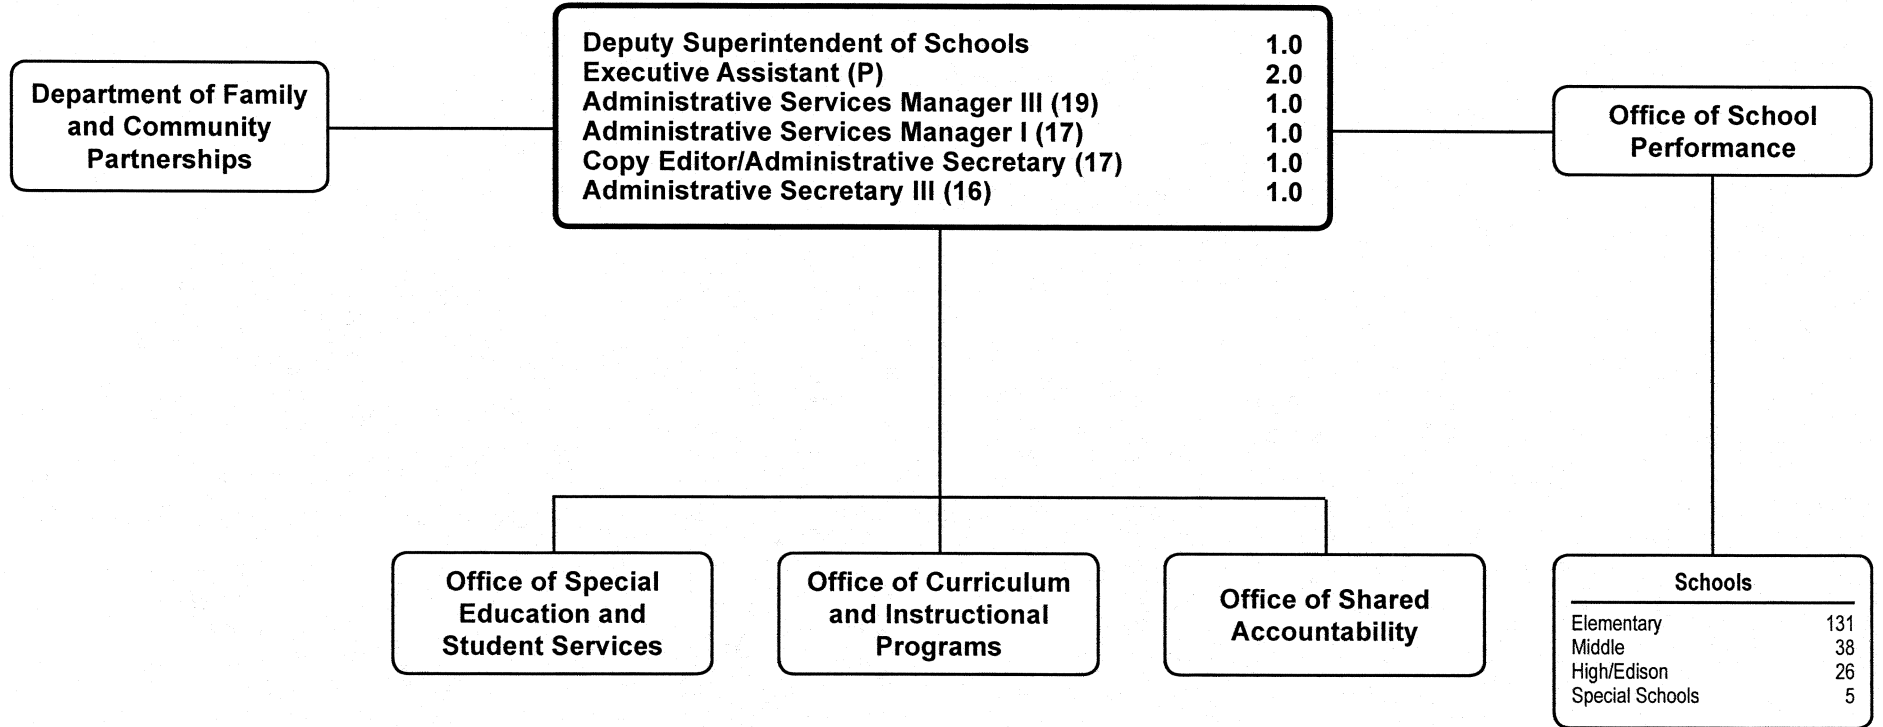 Deputy Superintendent of Schools 1.0
Executive Assistant (P) 2.0
Administrative Services Manager III (19) 1.0
Administrative Services Manager I (17) 1.0
Copy Editor/Administrative Secretary (17) 1.0
Administrative Secretary III (16) 1.0
Department of Family
and Community
Partnerships
Office of School
Performance
Office of Special
Education and
Student Services
Office of Curriculum
and Instructional
Programs
Office of Shared
Accountability
Schools
Elementary 131
Middle 38
High/Edison 26
Special Schools 5